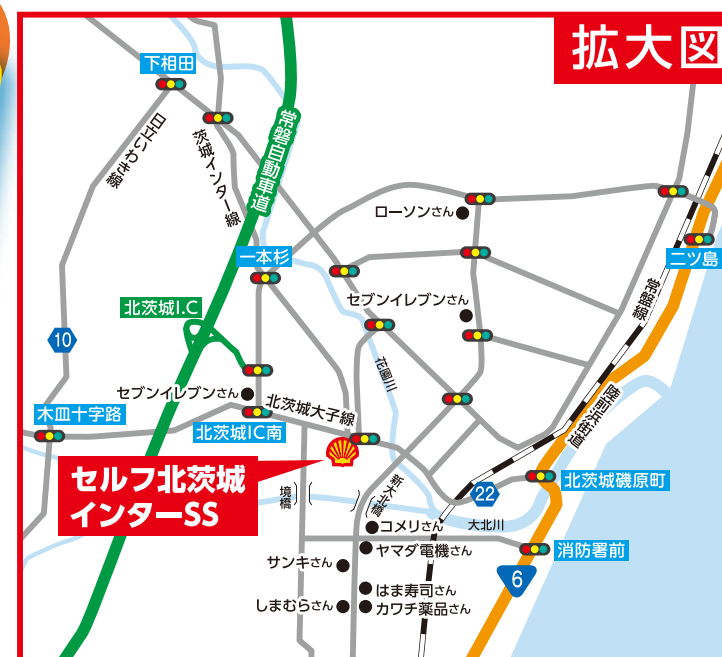 拡大図
下相田
日立いわき線
茨城インター線
常磐自動車道
ローソンさん
一本杉
二ツ島
セブンイレブンさん
常盤線
北茨城I.C
10
花園川
セブンイレブンさん
北茨城大子線
陸前浜街道
木皿十字路
北茨城IC南
セルフ北茨城
インターSS
境橋
新大北橋
22
北茨城磯原町
大北川
コメリさん
ヤマダ電機さん
消防署前
サンキさん
6
はま寿司さん
しまむらさん
カワチ薬品さん